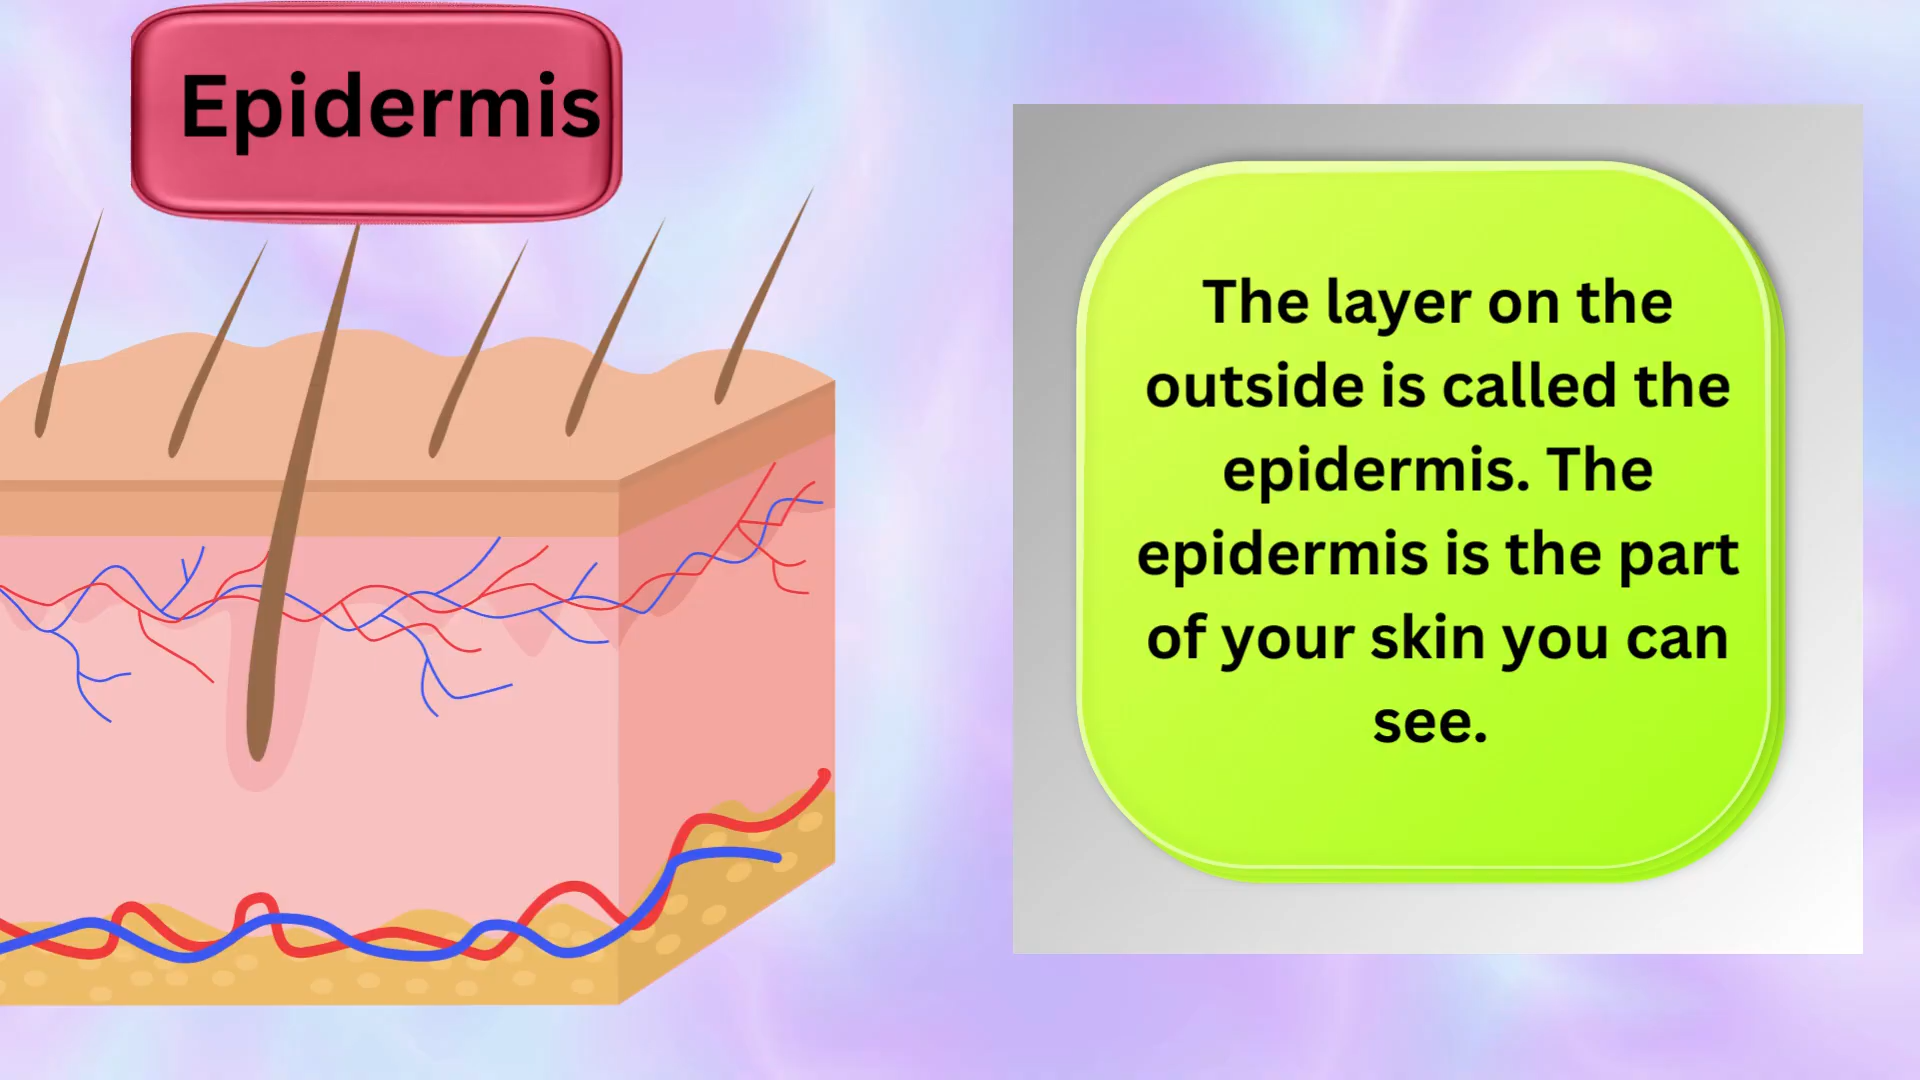 Epidermis
The layer on the
outside is called the
epidermis. The
epidermis is the part
of your skin you can
see.